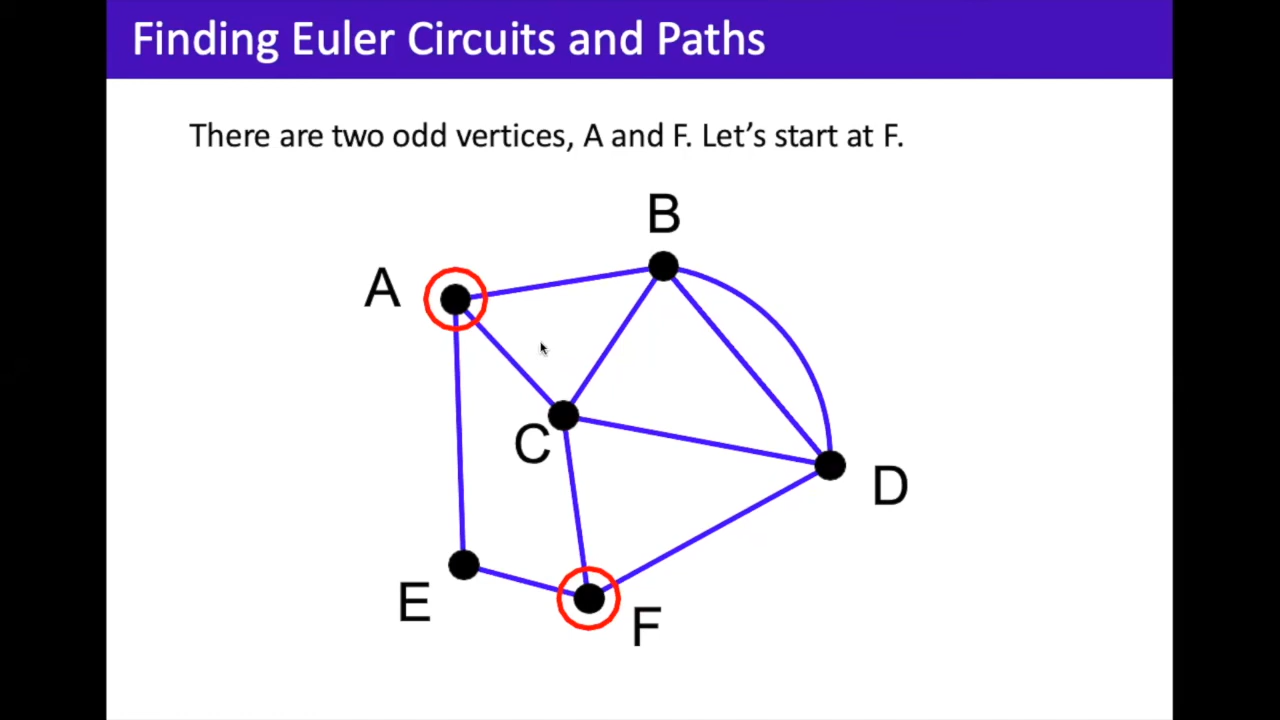 Finding Euler Circuits and Paths
There are two odd vertices, A and F. Let’s start at F.
B
A
C
D
E
F